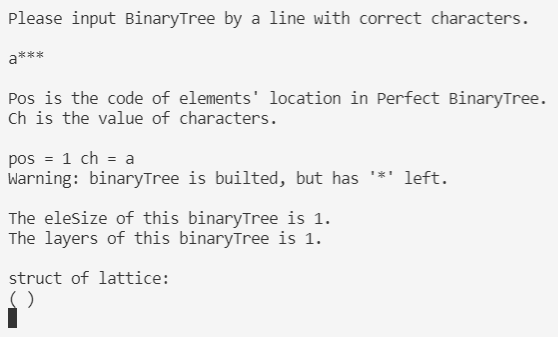 Please input BinaryTree by a line with correct characters.
a***
Pos is the code of elements' location in Perfect BinaryTree.
Ch is the value of characters.
pos = 1 ch = a
Warning: binaryTree is builted, but has '*' left.
The eleSize of this binaryTree is 1.
The layers of this binaryTree is 1.
struct of lattice:
( )